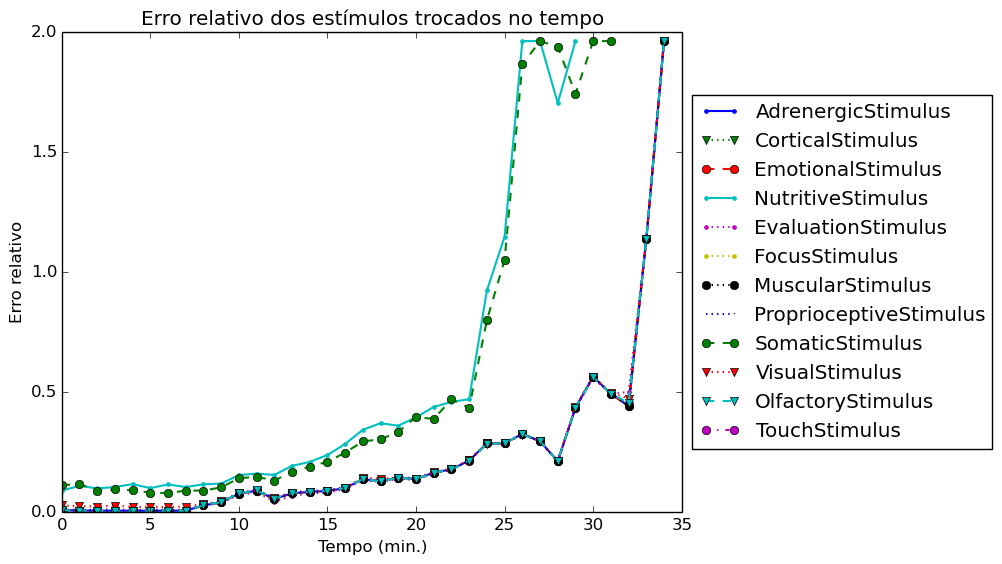 Erro relativo dos estímulos trocados no tempo
2.0
1.5
1.0
0.5
0.0
Erro relativo
0
5
10
15
20
25
30
35
Tempo (min.)
AdrenergicStimulus
CorticalStimulus
EmotionalStimulus
NutritiveStimulus
EvaluationStimulus
FocusStimulus
MuscularStimulus
ProprioceptiveStimulus
SomaticStimulus
VisualStimulus
OlfactoryStimulus
TouchStimulus